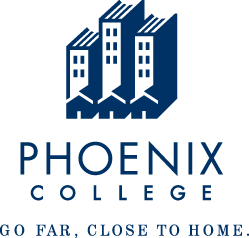 PHOENIX
COLLEGE
GO FAR, CLOSE TO HOME.